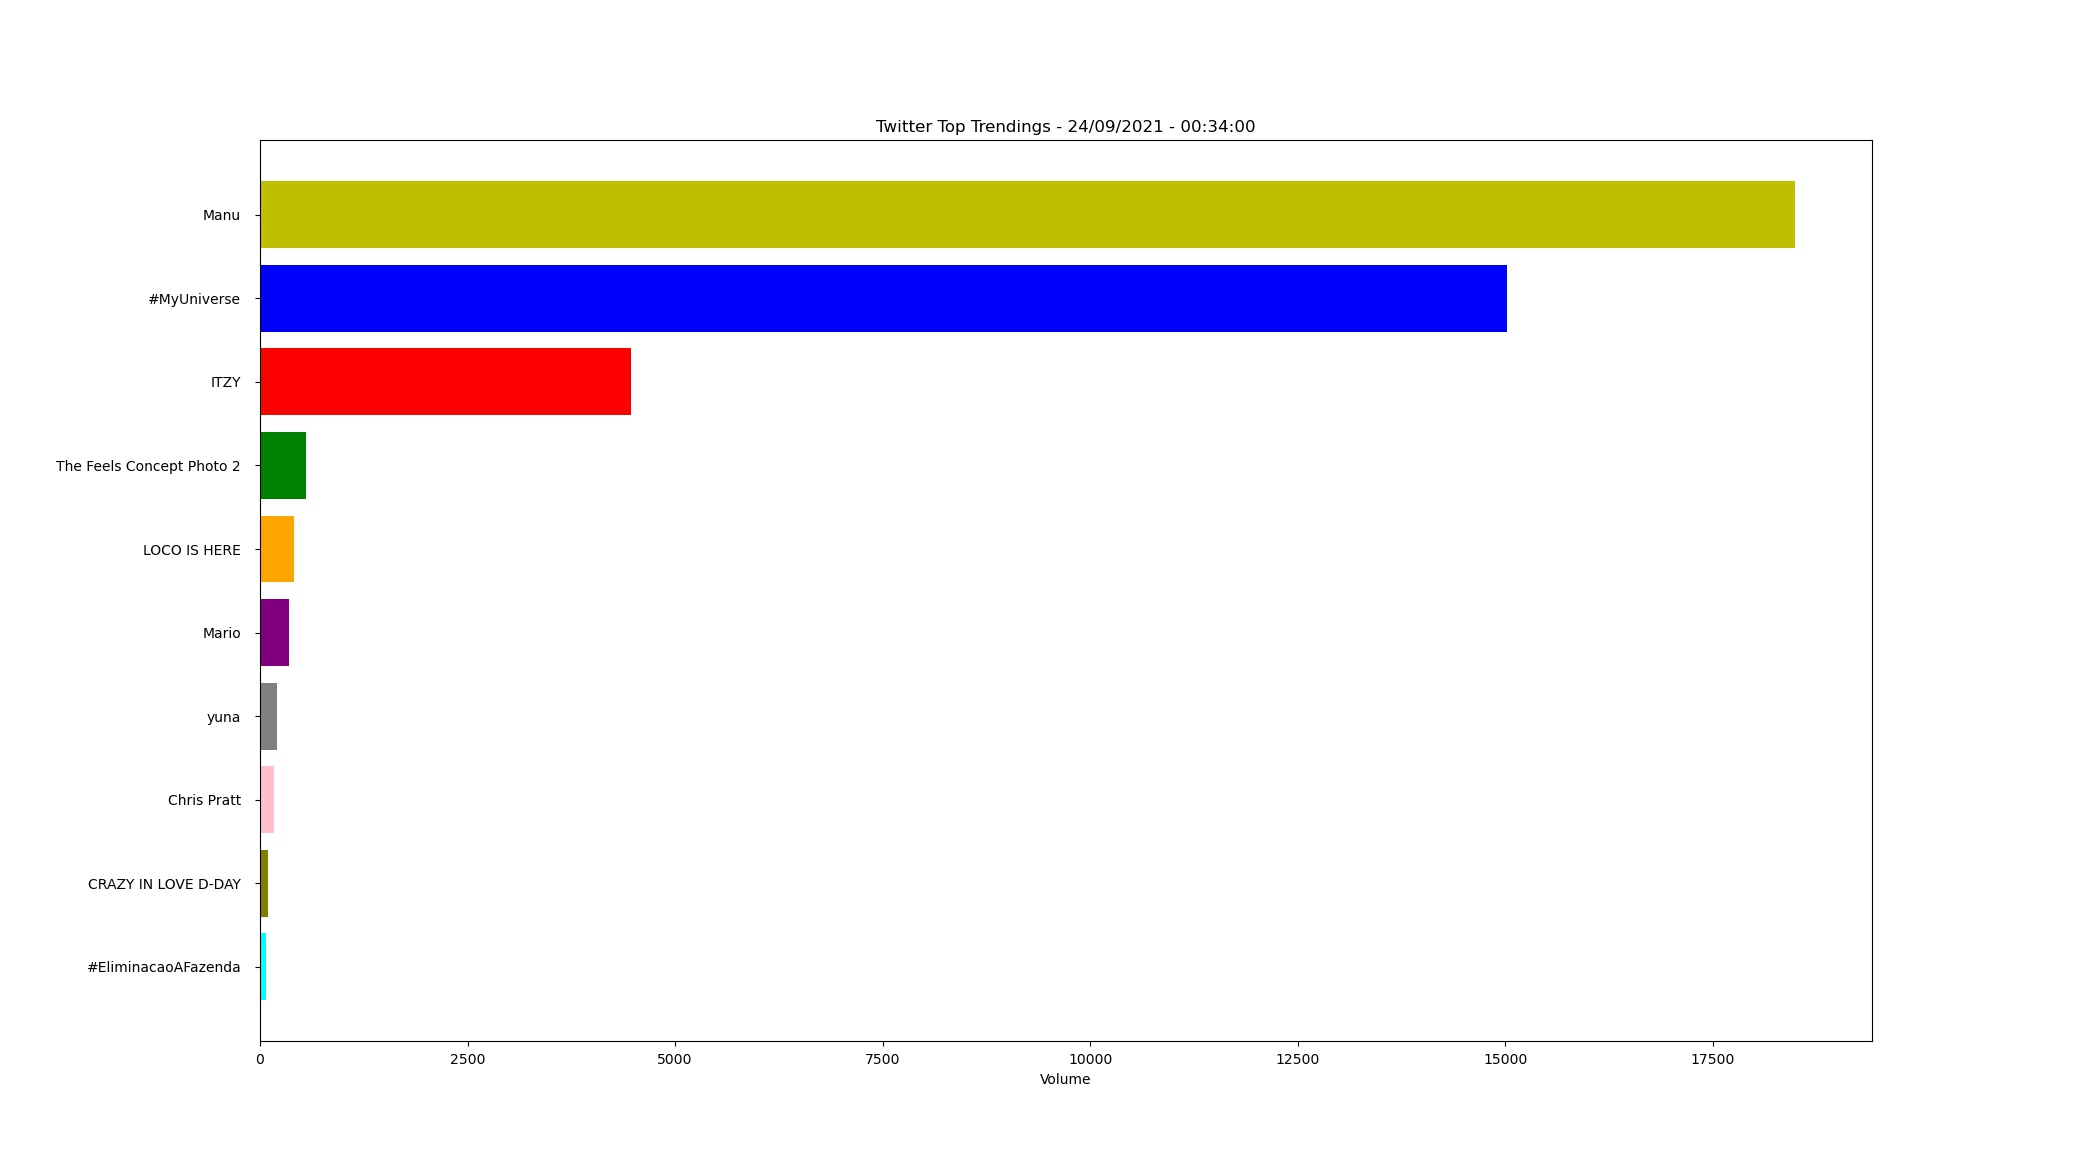 Twitter Top Trendings - 24/09/2021 - 00:34:00
Manu
#MyUniverse
ITZY
The Feels Concept Photo 2
LOCO IS HERE
Mario
yuna
Chris Pratt
CRAZY IN LOVE D-DAY
#EliminacaoAFazenda
0 2500 5000 7500 10000 12500 15000 17500
Volume